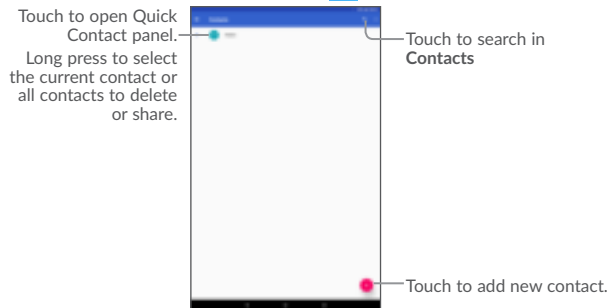 Touch to open Quick
Contact panel.
Long press to select
the current contact or
all contacts to delete
or share.
Contacts
Touch to search in
Contacts
Touch to add new contact.